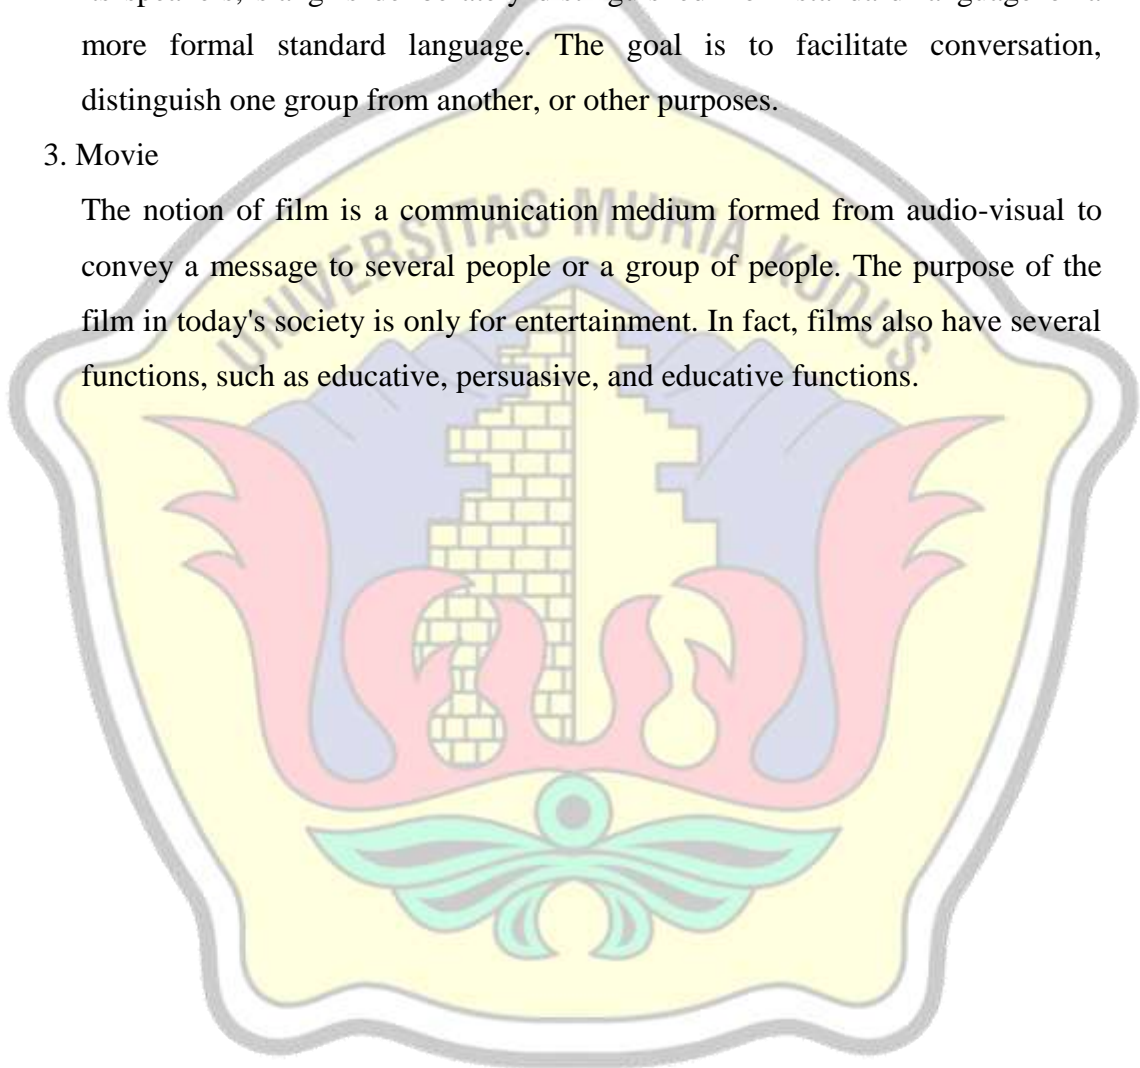 more formal standard language. The goal is to facilitate conversation,
distinguish one group from another, or other purposes.
3. Movie
The notion of film is a communication medium formed from audio-visual to
convey a message to several people or a group of people. The purpose of the
film in today's society is only for entertainment. In fact, films also have several
functions, such as educative, persuasive, and educative functions.
UNIVERSITAS MURIA KUDUS